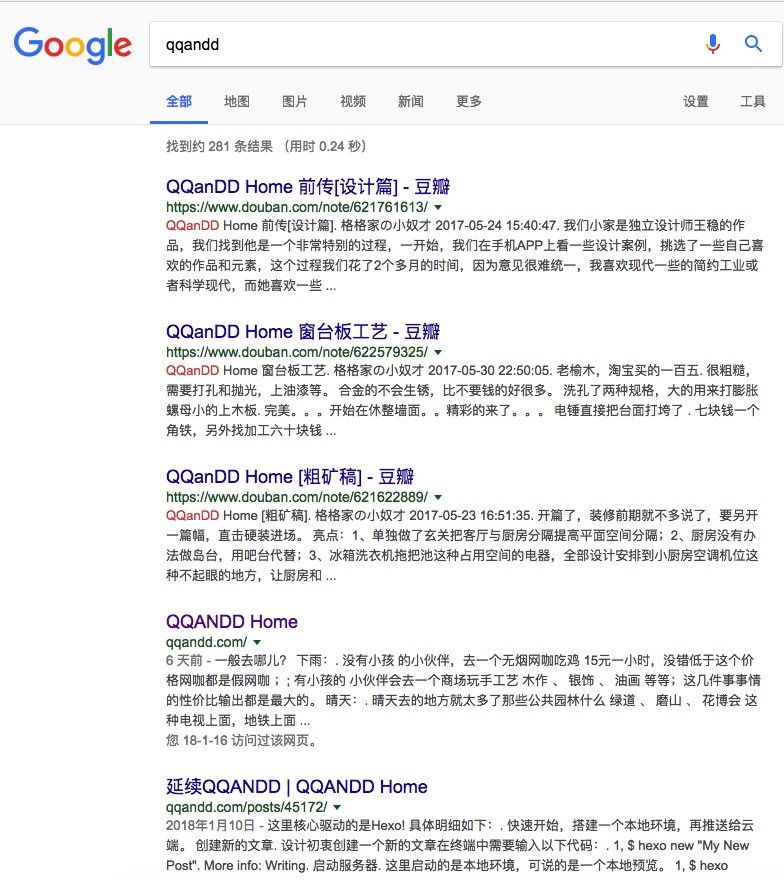 Google
qqandd
全部 地图 图片 视频 新闻 更多 设置 工具
找到约 281 条结果 （用时 0.24 秒）
QQanDD Home 前传[设计篇] - 豆瓣
https://www.douban.com/note/621761613/
QQanDD Home 前传[设计篇]. 格格家の小奴才 2017-05-24 15:40:47. 我们小家是独立设计师王稳的作
品，我们找到他是一个非常特别的过程，一开始，我们在手机APP上看一些设计案例，挑选了一些自己喜
欢的作品和元素，这个过程我们花了2个多月的时间，因为意见很难统一，我喜欢现代一些的简约工业或
者科学现代，而她喜欢一些 ...
QQanDD Home 窗台板工艺 - 豆瓣
https://www.douban.com/note/622579325/
QQanDD Home 窗台板工艺. 格格家の小奴才 2017-05-30 22:50:05. 老榆木，淘宝买的一百五. 很粗糙，
需要打孔和抛光，上油漆等。 合金的不会生锈，比不要钱的好很多。 洗孔了两种规格，大的用来打膨胀
螺母小的上木板. 完美。。。开始在休整墙面。。精彩的来了。。。 电锤直接把台面打垮了 . 七块钱一个
角铁，另外找加工六十块钱 ...
QQanDD Home [粗矿稿] - 豆瓣
https://www.douban.com/note/621622889/
QQanDD Home [粗矿稿]. 格格家の小奴才 2017-05-23 16:51:35. 开篇了，装修前期就不多说了，要另开
一篇幅，直击硬装进场。 亮点：1、单独做了玄关把客厅与厨房分隔提高平面空间分隔；2、厨房没有办
法做岛台，用吧台代替；3、冰箱洗衣机拖把池这种占用空间的电器，全部设计安排到小厨房空调机位这
种不起眼的地方，让厨房和 ...
QQANDD Home
qqandd.com/
6 天前 - 一般去哪儿？ 下雨：. 没有小孩 的小伙伴，去一个无烟网咖吃鸡 15元一小时，没错低于这个价
格网咖都是假网咖； ; 有小孩的 小伙伴会去一个商场玩手工艺 木作 、 银饰 、 油画 等等；这几件事事情
的性价比输出都是最大的。 晴天：. 晴天去的地方就太多了那些公共园林什么 绿道 、 磨山 、 花博会 这
种电视上面，地铁上面 ...
您 18-1-16 访问过该网页。
延续QQANDD | QQANDD Home
qqandd.com/posts/45172/
2018年1月10日 - 这里核心驱动的是Hexo! 具体明细如下：. 快速开始，搭建一个本地环境，再推送给云
端。 创建新的文章. 设计初衷创建一个新的文章在终端中需要输入以下代码：. 1, $ hexo new "My New
Post". More info: Writing. 启动服务器. 这里启动的是本地环境，可说的是一个本地预览。 1, $ hexo